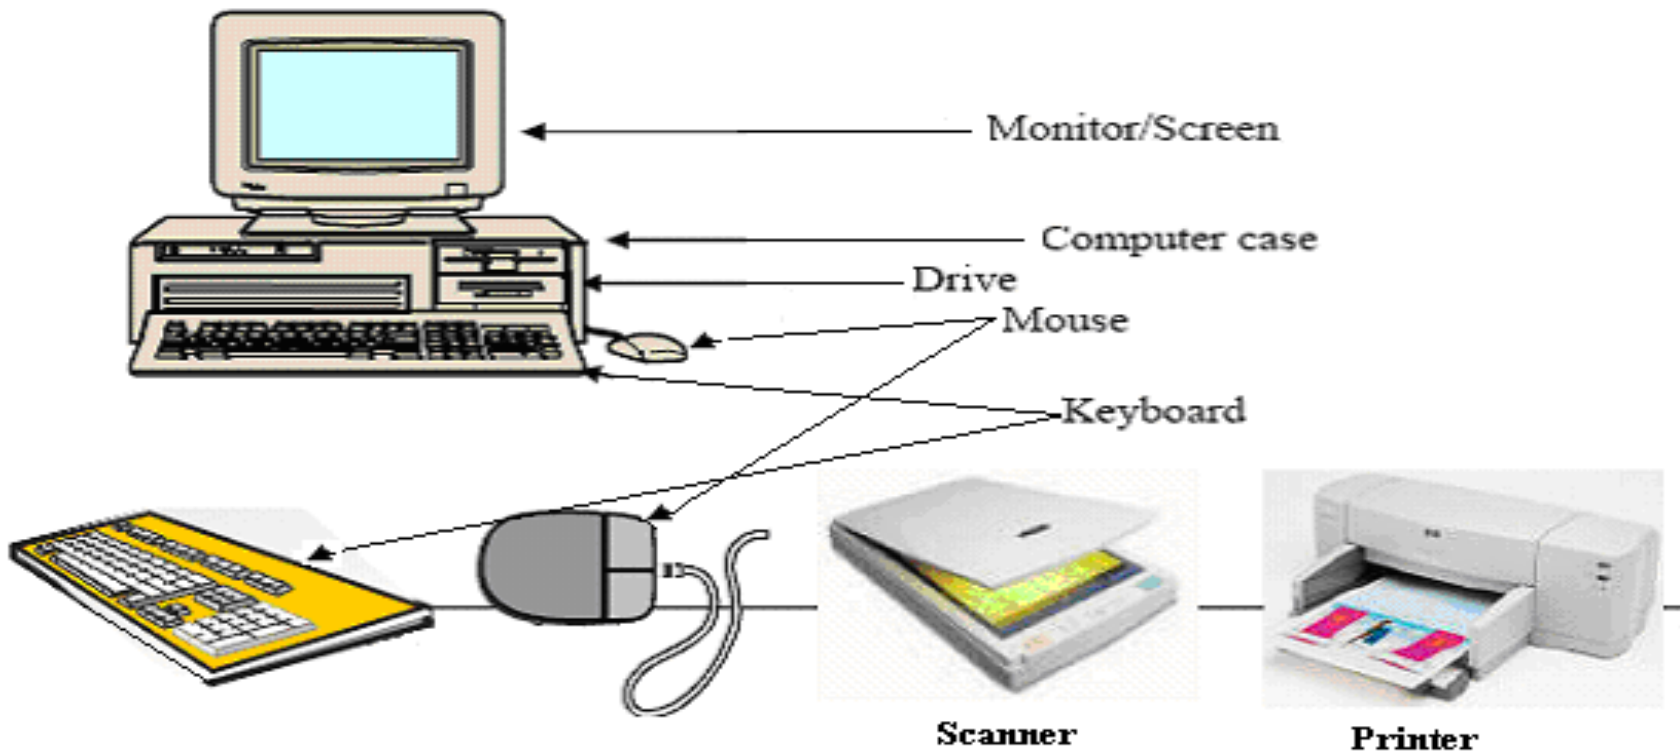 Monitor/Screen
Computer case
Drive
Mouse
Keyboard
Scanner
Printer